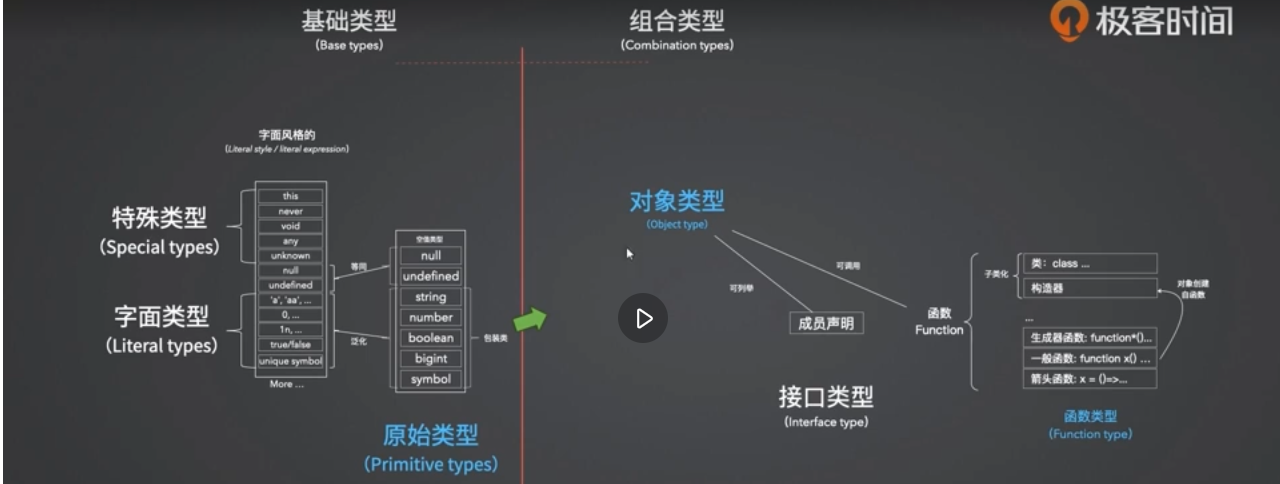 基础类型
(Base types)
组合类型
(Combination types)
极客时间
字面风格的
(Literal style / literal expression)
特殊类型
(Special types)
字面类型
(Literal types)
this
never
void
any
unknown
null
undefined
'a', 'aa', ...
0, ...
1n, ...
true/false
unique symbol
More ...
等同
泛化
空值类型
null
undefined
string
number
boolean
bigint
symbol
包装类
原始类型
(Primitive types)
对象类型
(Object type)
可列举
可调用
成员声明
接口类型
(Interface type)
函数
Function
子类化
类: class ...
构造器
...
生成器函数: function*()...
一般函数: function x() ...
箭头函数: x = ()=>...
对象创建
自函数
函数类型
(Function type)